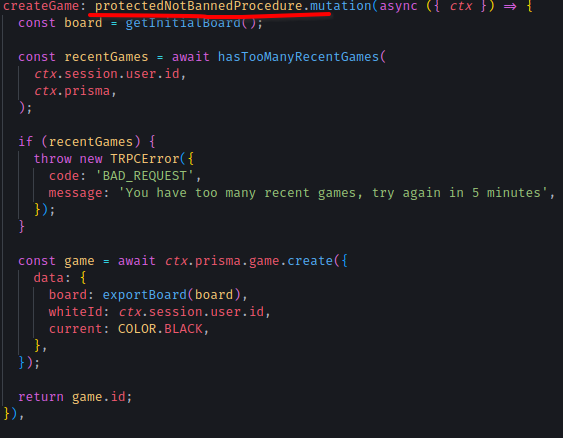 createGame: protectedNotBannedProcedure.mutation(async ({ ctx }) => {
const board = getInitialBoard();
const recentGames = await hasTooManyRecentGames(
ctx.session.user.id,
ctx.prisma,
);
if (recentGames) {
throw new TRPCError({
code: 'BAD_REQUEST',
message: 'You have too many recent games, try again in 5 minutes',
});
}
const game = await ctx.prisma.game.create({
data: {
board: exportBoard(board),
whiteId: ctx.session.user.id,
current: COLOR.BLACK,
},
});
return game.id;
}),